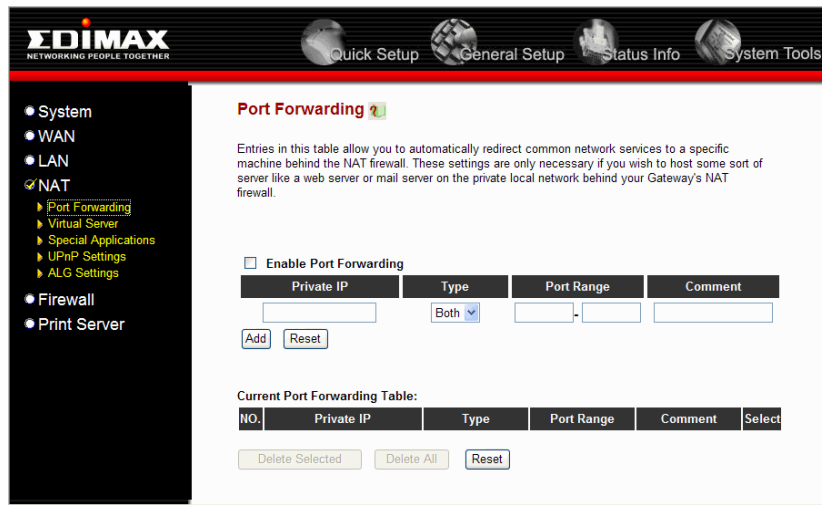 EDIMAX
NETWORKING PEOPLE TOGETHER
Quick Setup
General Setup
Status Info
System Tools
System
WAN
LAN
NAT
Port Forwarding
Virtual Server
Special Applications
UPnP Settings
ALG Settings
Firewall
Print Server
Port Forwarding
Entries in this table allow you to automatically redirect common network services to a specific
machine behind the NAT firewall. These settings are only necessary if you wish to host some sort of
server like a web server or mail server on the private local network behind your Gateway's NAT
firewall.
Enable Port Forwarding
Private IP Type Port Range Comment
Both -
Add Reset
Current Port Forwarding Table:
NO. Private IP Type Port Range Comment Select
Delete Selected Delete All Reset